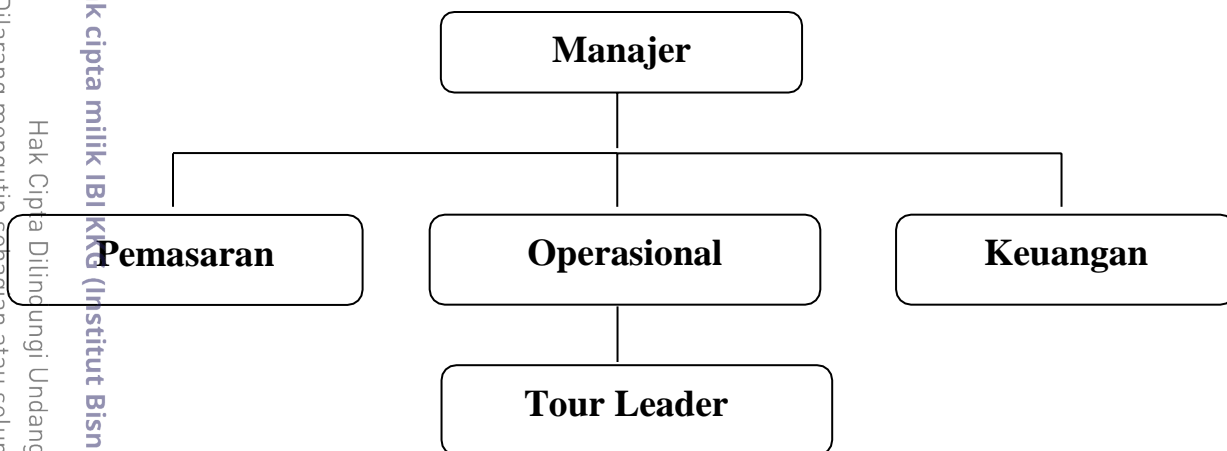 Manajer
Pemasaran
Operasional
Keuangan
Tour Leader
k cipta milik IBI KKG (Institut Bisn
Hak Cipta Dilindungi Undang